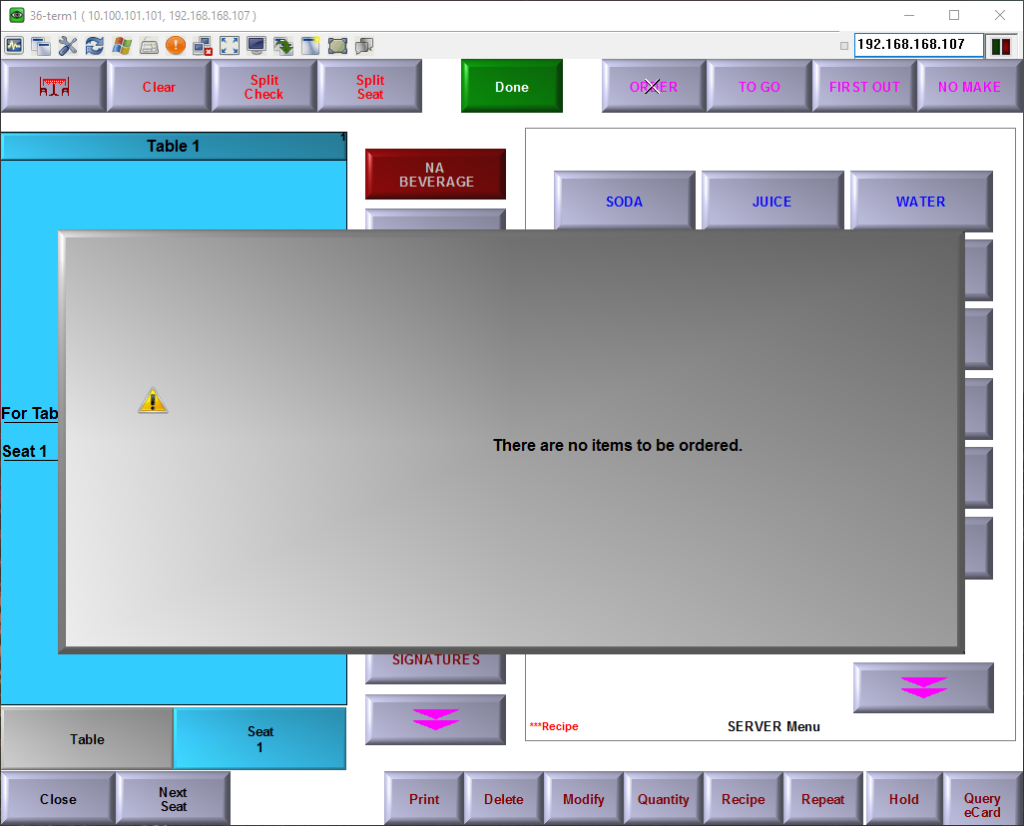 36-term1 ( 10.100.101.101, 192.168.168.107 )
192.168.168.107
Clear
Split
Check
Split
Seat
Done
ORDER
TO GO
FIRST OUT
NO MAKE
Table 1
1
NA
BEVERAGE
SODA
JUICE
WATER
For Tab
Seat 1
There are no items to be ordered.
SIGNATURES
***Recipe
SERVER Menu
Table
Seat
1
Close
Next
Seat
Print
Delete
Modify
Quantity
Recipe
Repeat
Hold
Query
eCard